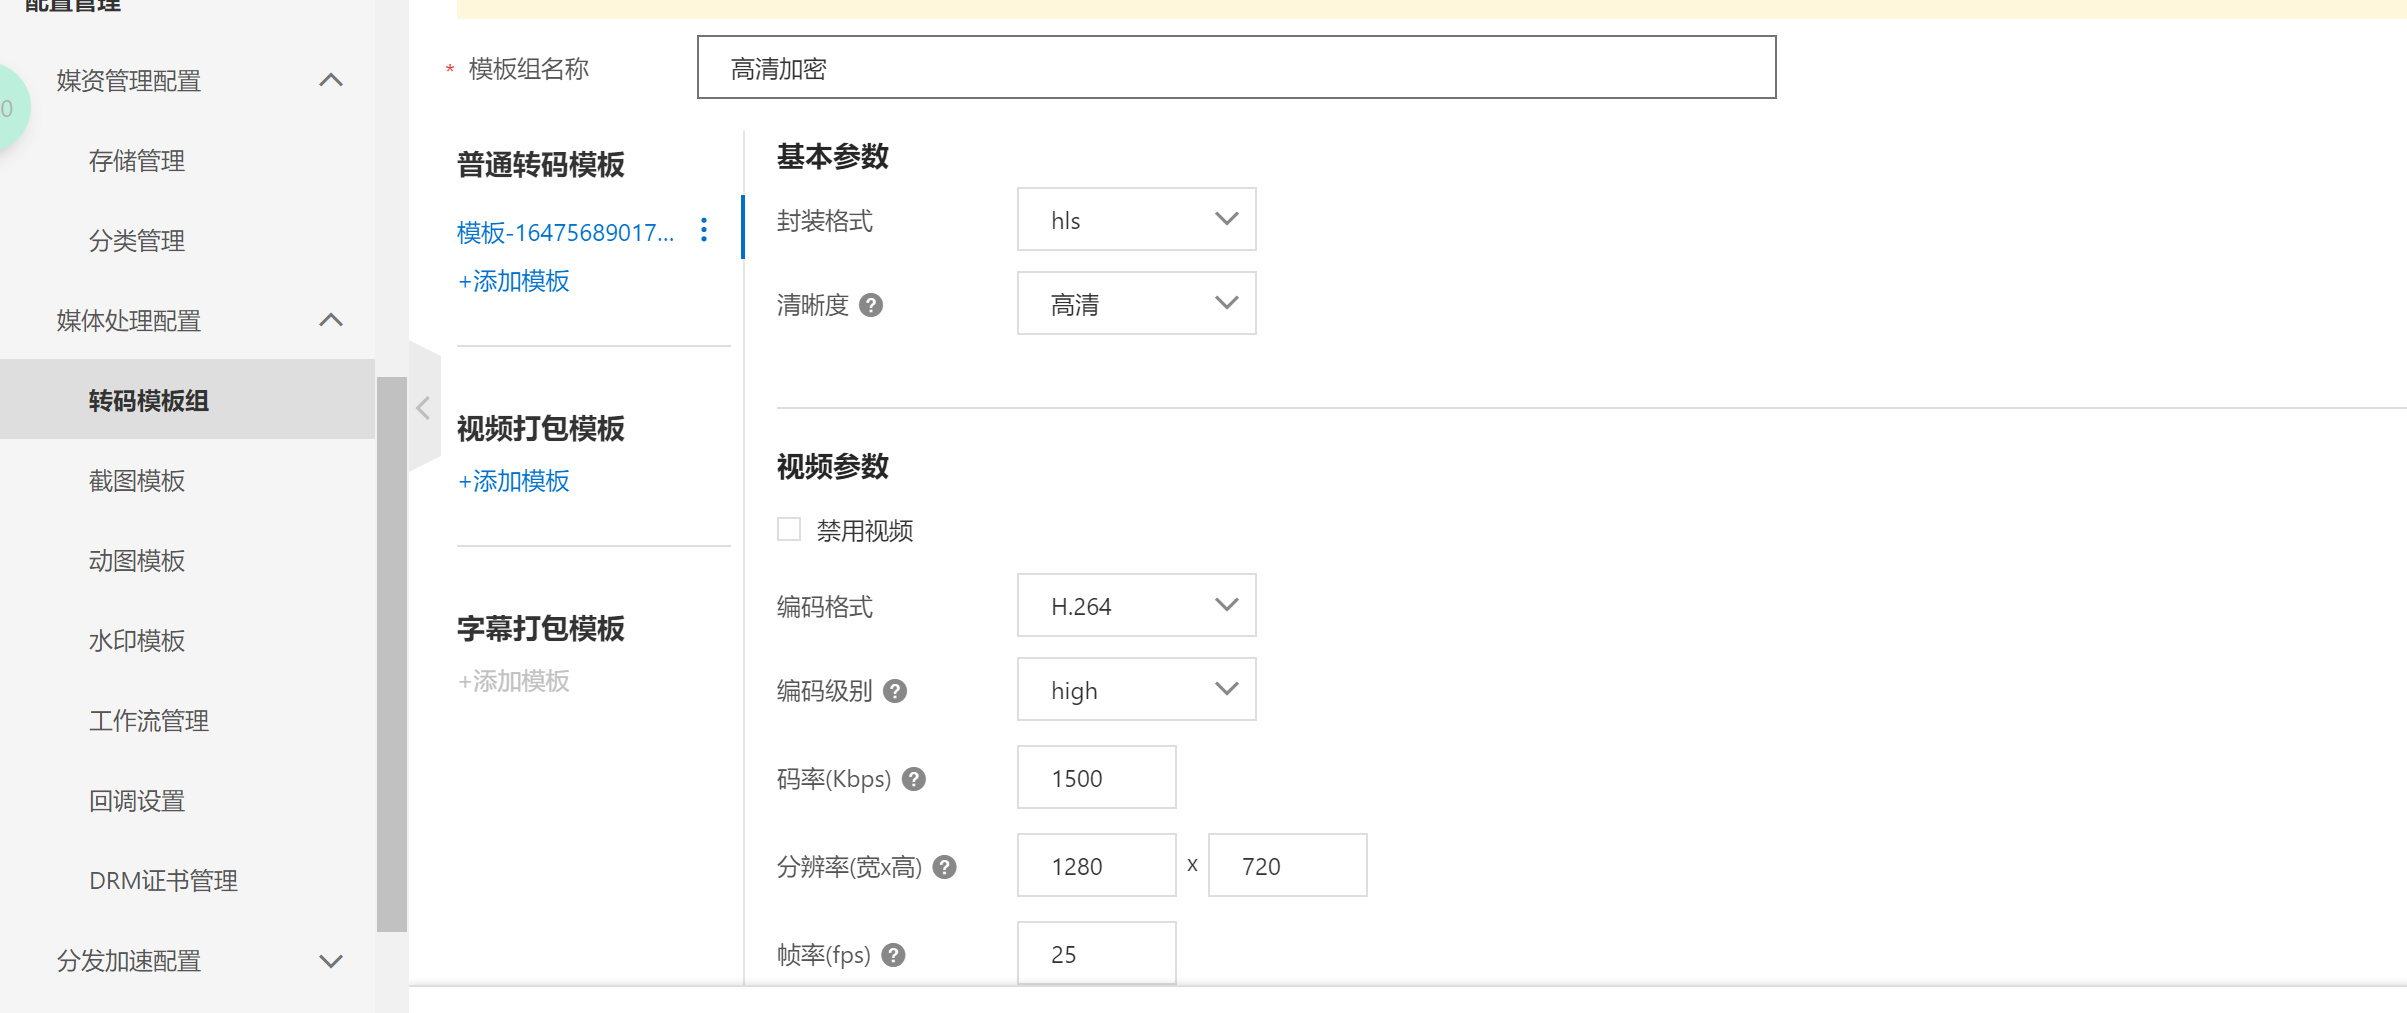 配置管理
媒资管理配置
0
存储管理
分类管理
媒体处理配置
转码模板组
截图模板
动图模板
水印模板
工作流管理
回调设置
DRM证书管理
分发加速配置
* 模板组名称
高清加密
普通转码模板
模板-16475689017...
+添加模板
视频打包模板
+添加模板
字幕打包模板
+添加模板
基本参数
封装格式 hls
清晰度 ? 高清
视频参数
禁用视频
编码格式 H.264
编码级别 ? high
码率(Kbps) ? 1500
分辨率(宽x高) ? 1280 x 720
帧率(fps) ? 25